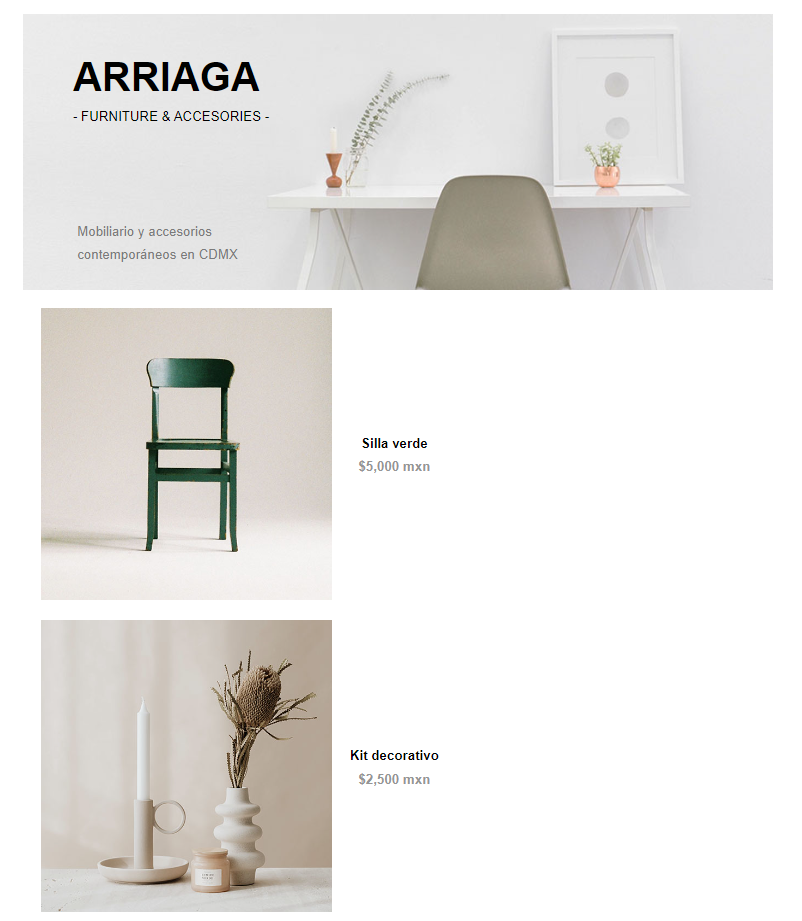 ARRIAGA
- FURNITURE & ACCESORIES -
Mobiliario y accesorios
contemporáneos en CDMX
Silla verde
$5,000 mxn
Kit decorativo
$2,500 mxn